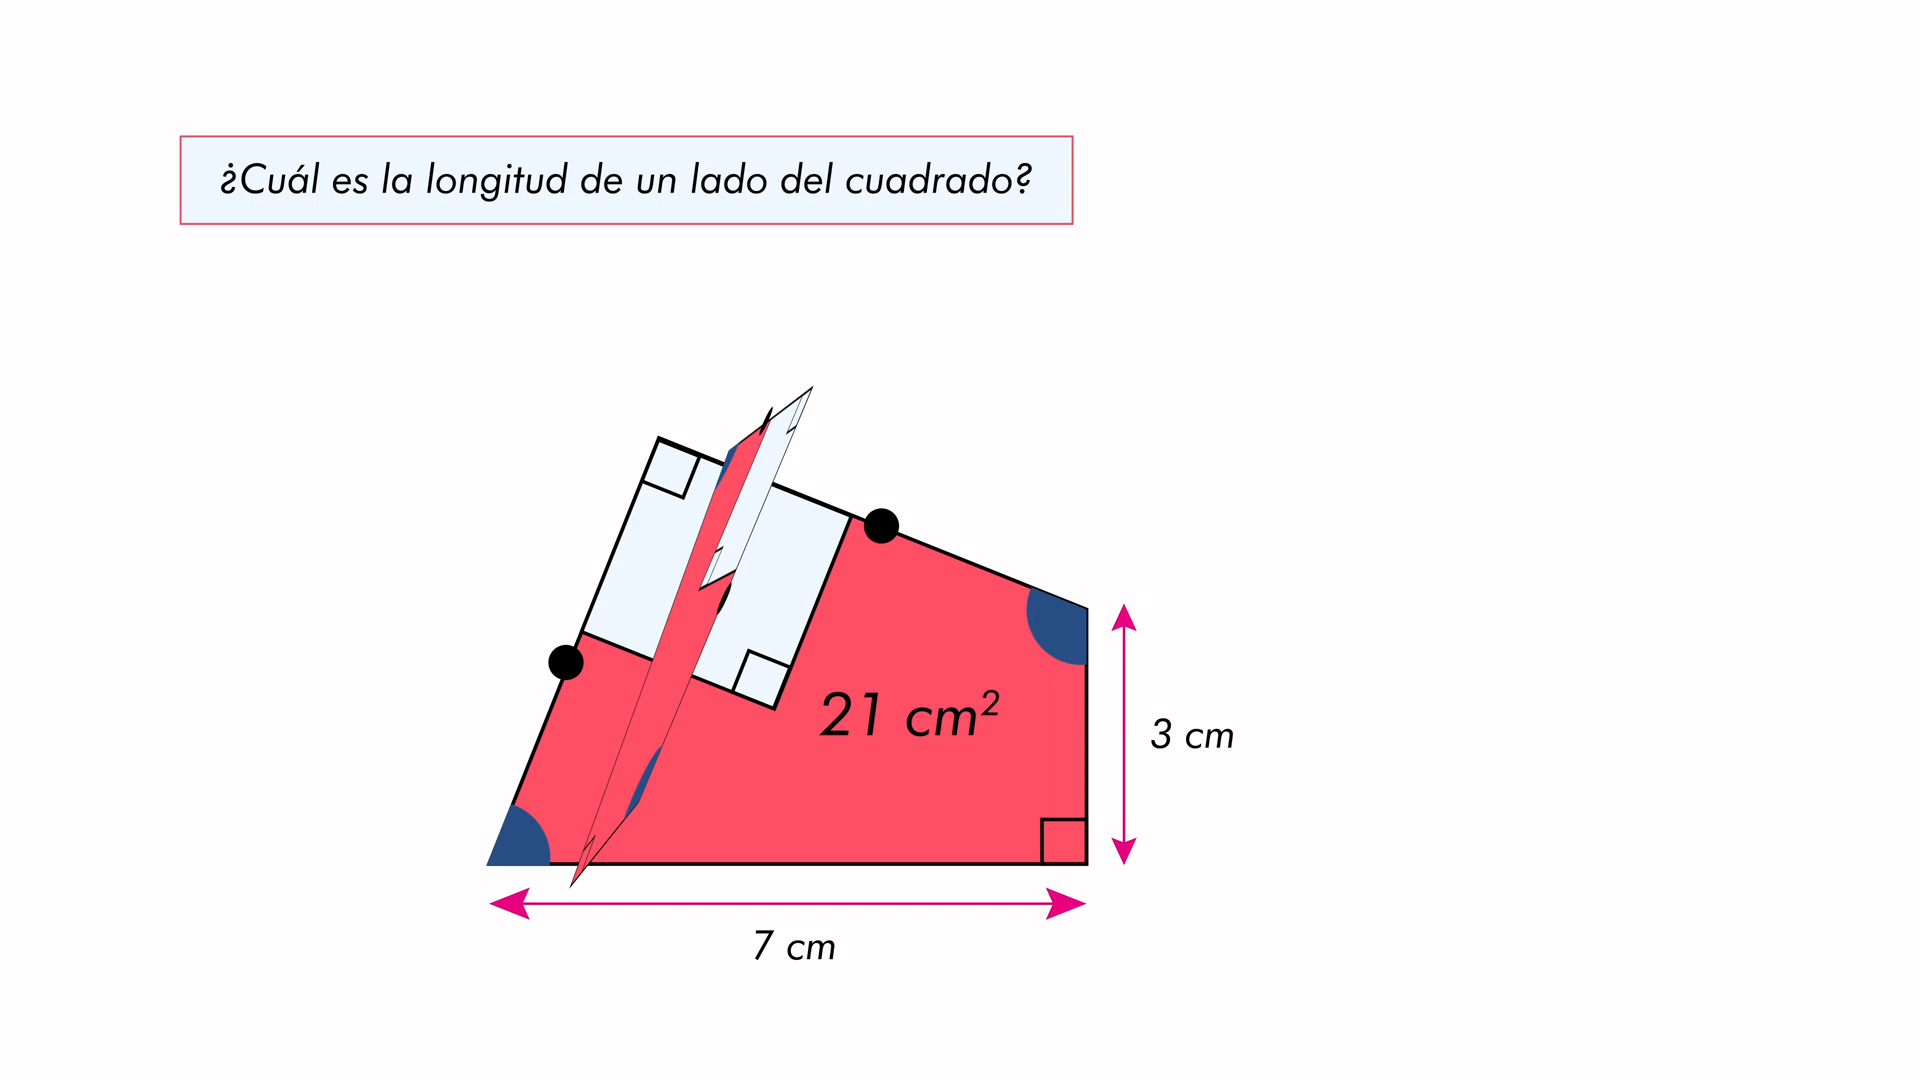 ¿Cuál es la longitud de un lado del cuadrado?
21 cm²
3 cm
7 cm